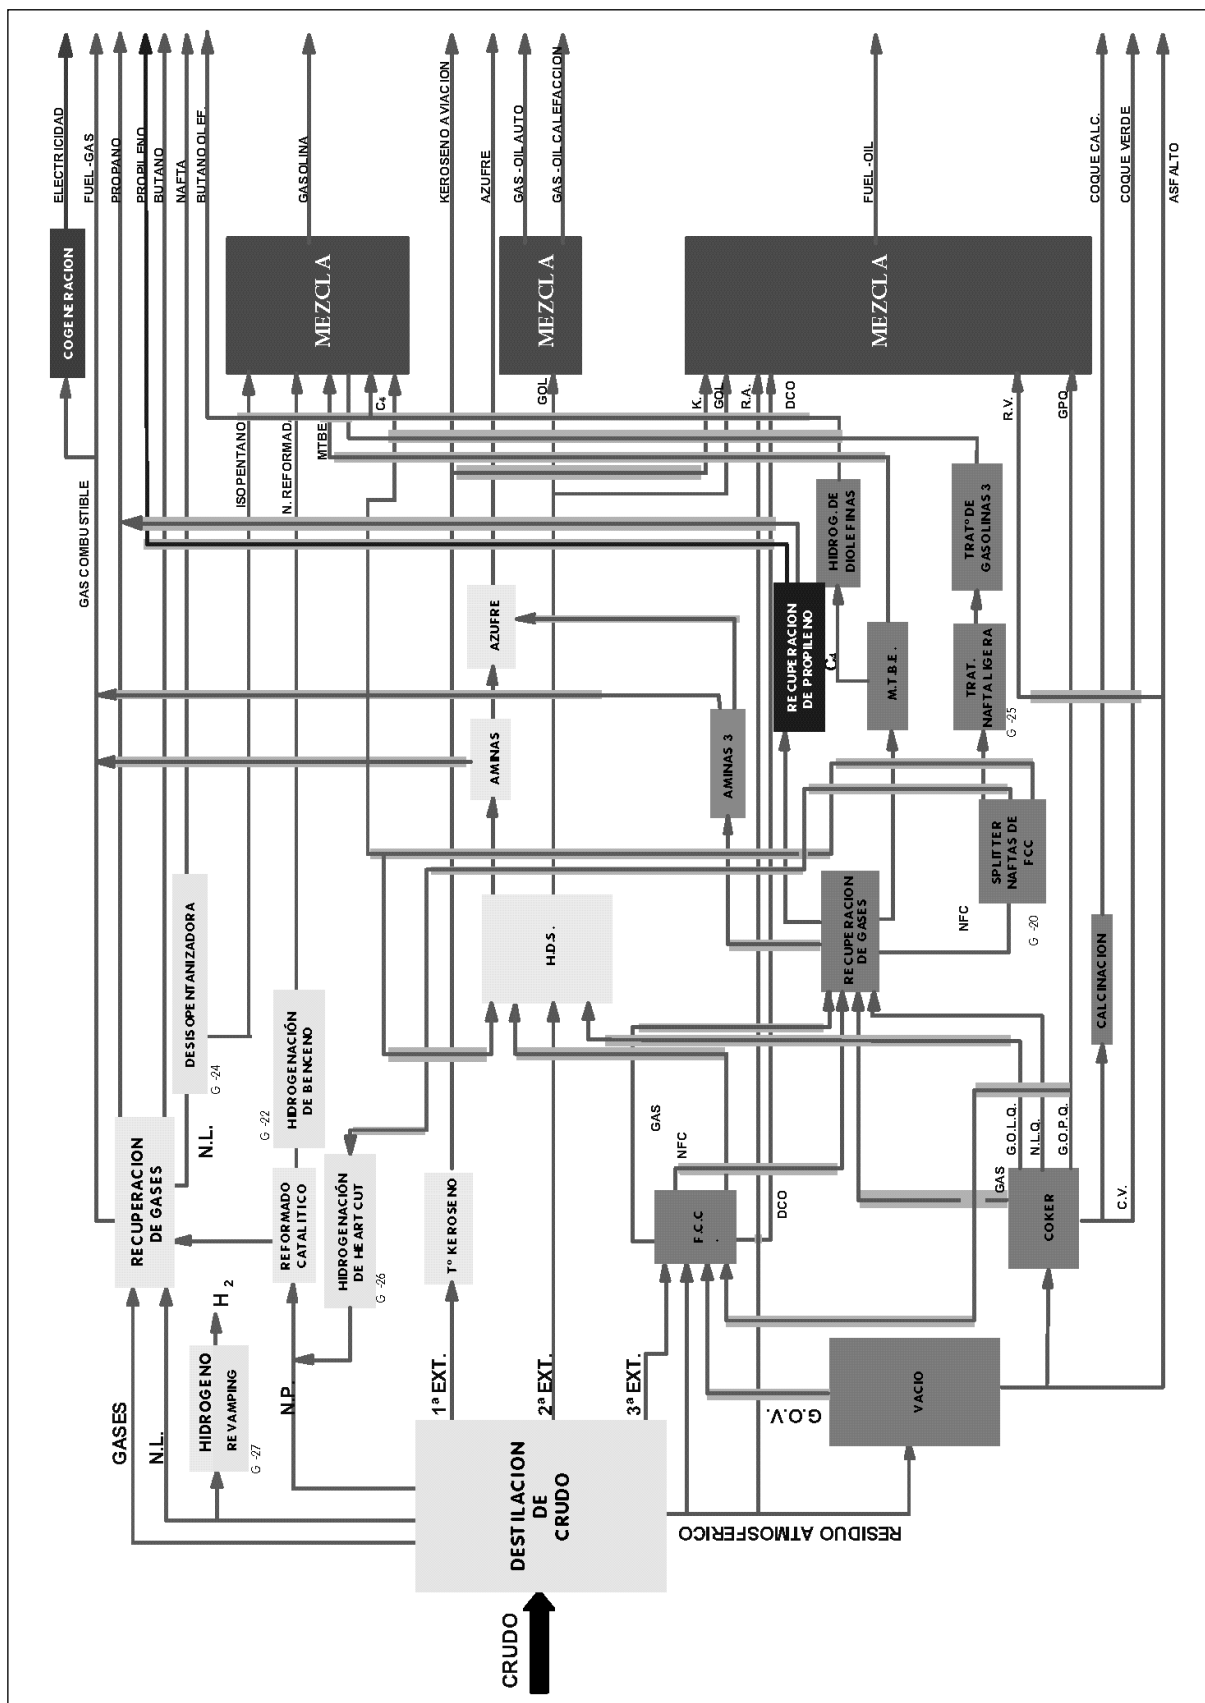 ELECTRICIDAD
FUEL -GAS
PROPANO
PROPILENO
BUTANO
NAFTA
BUTANO OLEF.
GASOLINA
KEROSENO AVIACION
AZUFRE
GAS -OIL AUTO
GAS -OIL CALEFACCION
FUEL -OIL
COQUE CALC.
COQUE VERDE
ASFALTO
COGENERACION
MEZCLA
MEZCLA
MEZCLA
GAS COMBUSTIBLE
ISOPENTANO
N. REFORMAD.
MTBE
C4
GOL
K.
GOL
R.A.
DCO
R.V.
GPQ
HIDROG. DE
DIOLEFINAS
TRATº DE
GASOLINAS 3
AZUFRE
RECUPERACION
DE PROPILENO
C4
M.T.B.E.
TRAT.
NAFTA LIGERA
G -25
AMINAS
AMINAS 3
DESISOPENTANIZADORA
G -24
H.D.S.
RECUPERACION
DE GASES
NFC
SPLITTER
NAFTAS DE
FCC
G -20
CALCINACION
HIDROGENACIÓN
DE BENCENO
G -22
RECUPERACION
DE GASES
N.L.
REFORMADO
CATALITICO
HIDROGENACIÓN
DE HEART CUT
G -26
Tº KEROSENO
GAS
NFC
F.C.C
.
DCO
GAS
G.O.L.Q.
N.L.Q.
G.O.P.Q.
COKER
C.V.
H 2
HIDROGENO
REVAMPING
G -27
GASES
N.L.
N.P.
1ª EXT.
2ª EXT.
3ª EXT.
G.O.V.
VACIO
DESTILACION
DE
CRUDO
RESIDUO ATMOSFERICO
CRUDO